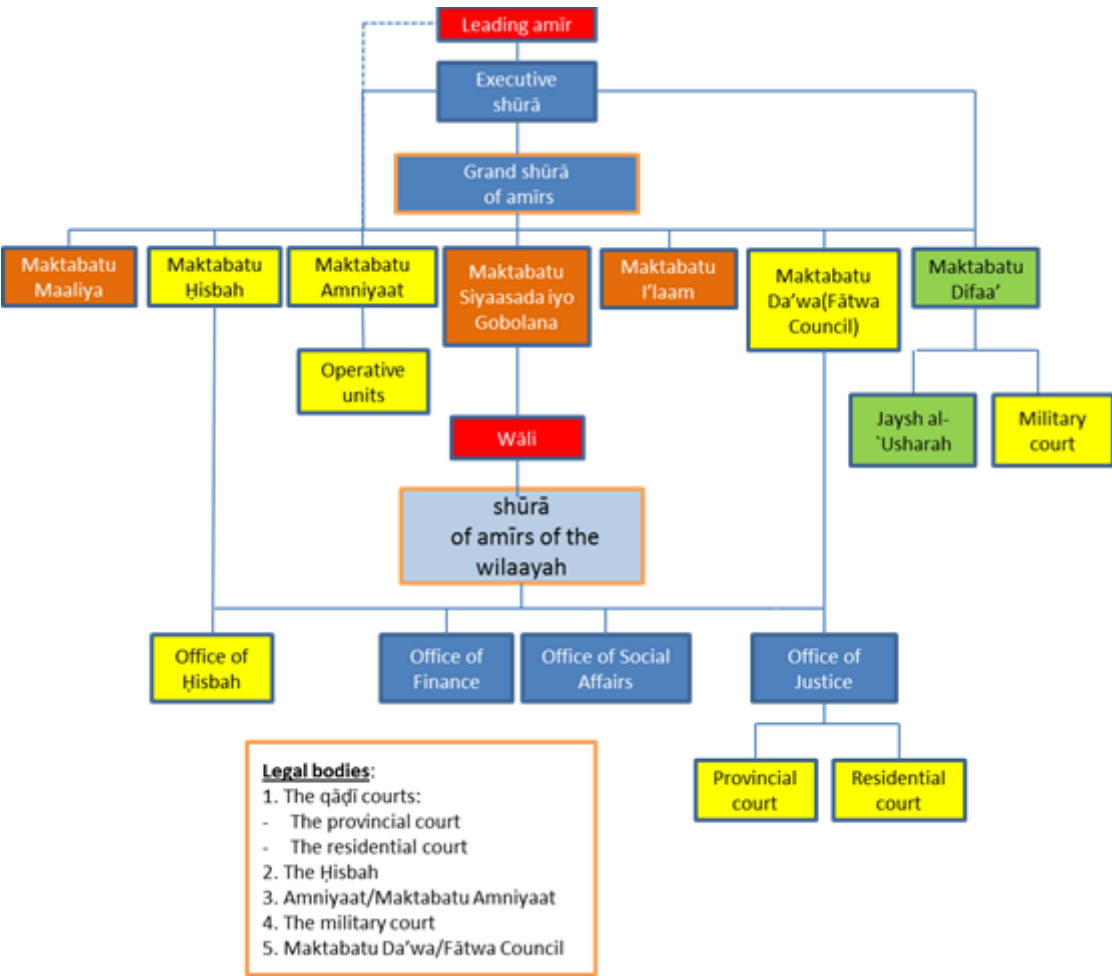 Leading amīr
Executive
shūrā
Grand shūrā
of amīrs
Maktabatu
Maaliya
Maktabatu
Ḥisbah
Maktabatu
Amniyaat
Maktabatu
Siyaasada iyo
Gobolana
Maktabatu
I’laam
Maktabatu
Da’wa(Fātwa
Council)
Maktabatu
Difaa’
Operative
units
Jaysh al-
`Usharah
Military
court
Wāli
shūrā
of amīrs of the
wilaayah
Office of
Ḥisbah
Office of
Finance
Office of Social
Affairs
Office of
Justice
Provincial
court
Residential
court
Legal bodies:
1. The qāḍī courts:
- The provincial court
- The residential court
2. The Ḥisbah
3. Amniyaat/Maktabatu Amniyaat
4. The military court
5. Maktabatu Da’wa/Fātwa Council